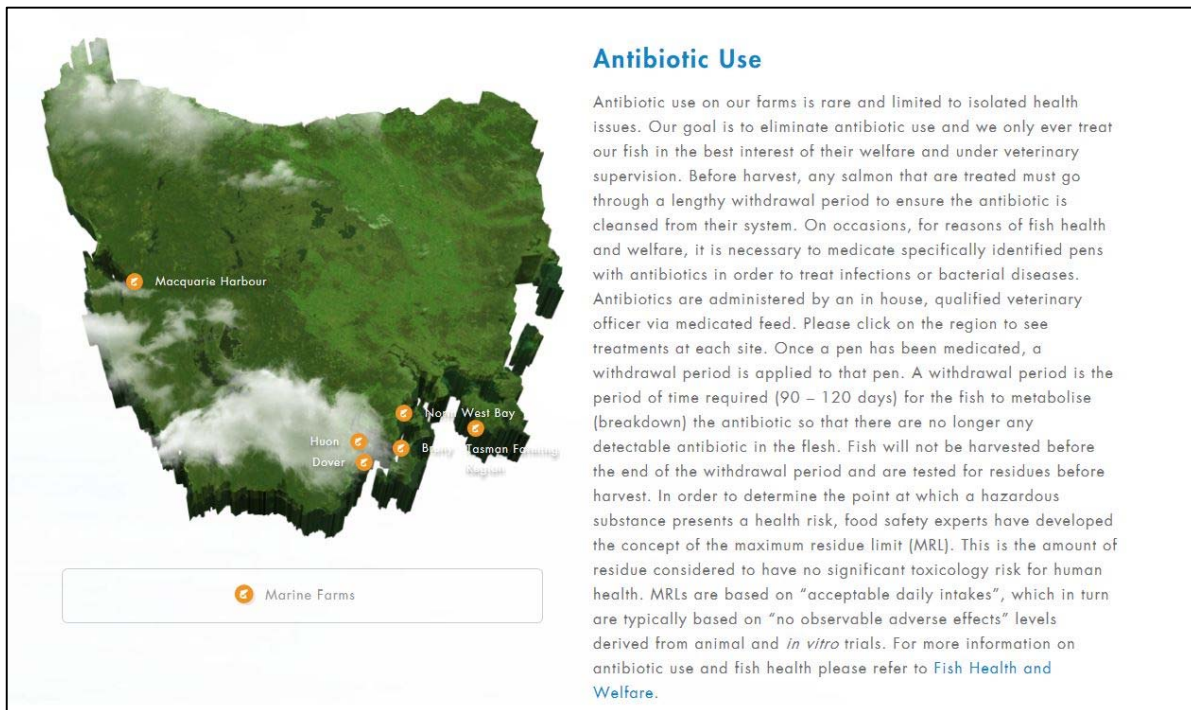 Antibiotic Use
Antibiotic use on our farms is rare and limited to isolated health
issues. Our goal is to eliminate antibiotic use and we only ever treat
our fish in the best interest of their welfare and under veterinary
supervision. Before harvest, any salmon that are treated must go
through a lengthy withdrawal period to ensure the antibiotic is
cleansed from their system. On occasions, for reasons of fish health
and welfare, it is necessary to medicate specifically identified pens
with antibiotics in order to treat infections or bacterial diseases.
Antibiotics are administered by an in house, qualified veterinary
officer via medicated feed. Please click on the region to see
treatments at each site. Once a pen has been medicated, a
withdrawal period is applied to that pen. A withdrawal period is the
period of time required (90 – 120 days) for the fish to metabolise
(breakdown) the antibiotic so that there are no longer any
detectable antibiotic in the flesh. Fish will not be harvested before
the end of the withdrawal period and are tested for residues before
harvest. In order to determine the point at which a hazardous
substance presents a health risk, food safety experts have developed
the concept of the maximum residue limit (MRL). This is the amount of
residue considered to have no significant toxicology risk for human
health. MRLs are based on “acceptable daily intakes”, which in turn
are typically based on “no observable adverse effects” levels
derived from animal and in vitro trials. For more information on
antibiotic use and fish health please refer to Fish Health and
Welfare.
Macquarie Harbour
North West Bay
Huon
Dover
Tasman Farming
Region
Marine Farms